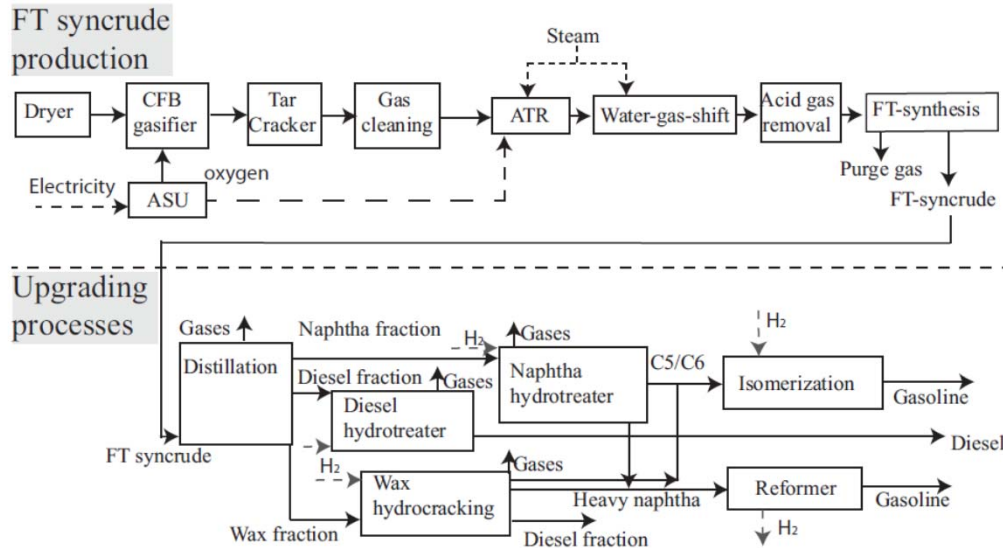 FT syncrude
production
Steam
Dryer
CFB
gasifier
Tar
Cracker
Gas
cleaning
ATR
Water-gas-shift
Acid gas
removal
FT-synthesis
Purge gas
FT-syncrude
Electricity
oxygen
ASU
Upgrading
processes
Gases
Naphtha fraction
H₂
Gases
H₂
Distillation
Diesel fraction
Gases
Naphtha
hydrotreater
C5/C6
Isomerization
Gasoline
Diesel
hydrotreater
Diesel
FT syncrude
H₂
Gases
Wax
hydrocracking
Heavy naphtha
Reformer
Gasoline
Wax fraction
Diesel fraction
H₂